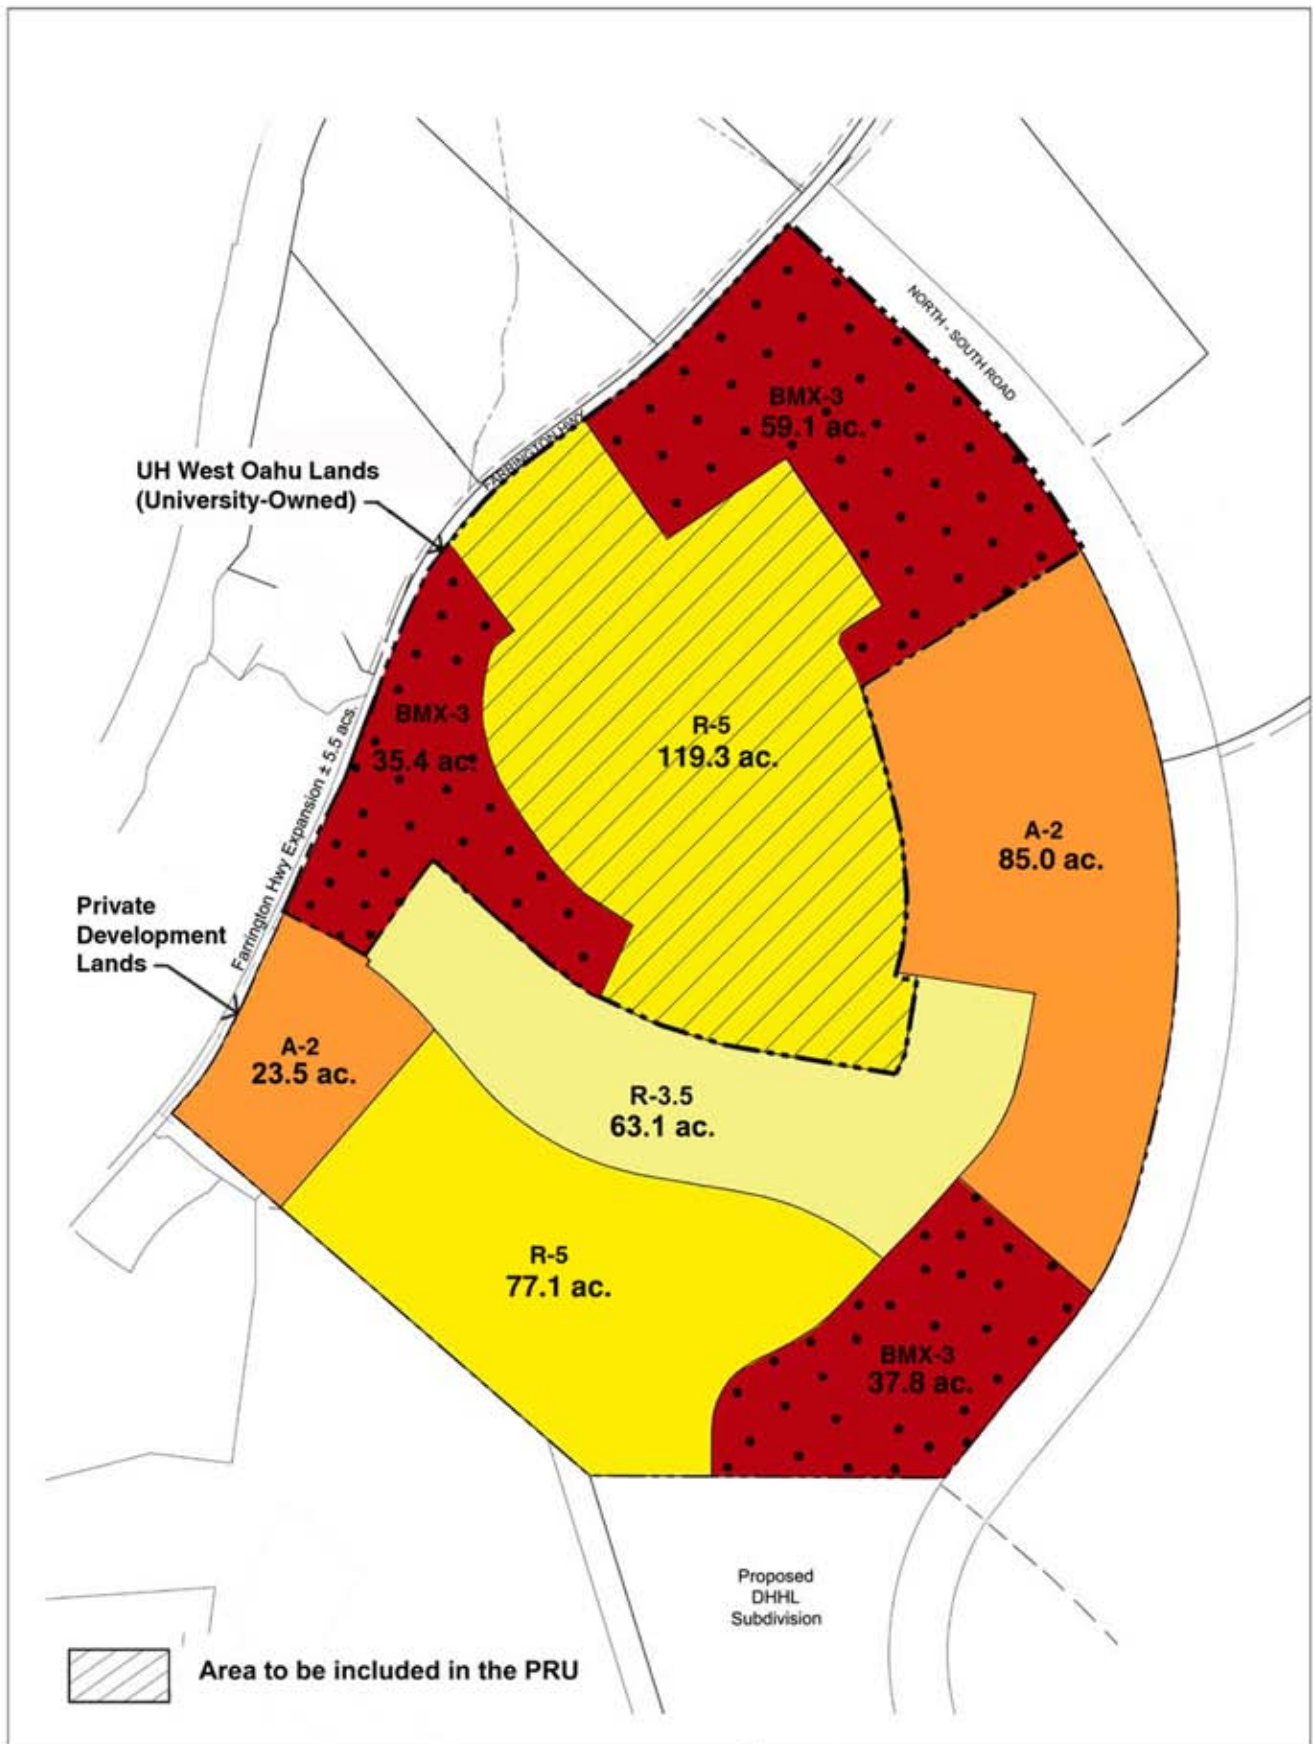 NORTH - SOUTH ROAD
BMX-3
59.1 ac.
FARRINGTON HWY
UH West Oahu Lands
(University-Owned)
BMX-3
35.4 ac.
R-5
119.3 ac.
Farrington Hwy Expansion ± 5.5 acs.
A-2
85.0 ac.
Private
Development
Lands
A-2
23.5 ac.
R-3.5
63.1 ac.
R-5
77.1 ac.
BMX-3
37.8 ac.
Proposed
DHHL
Subdivision
Area to be included in the PRU